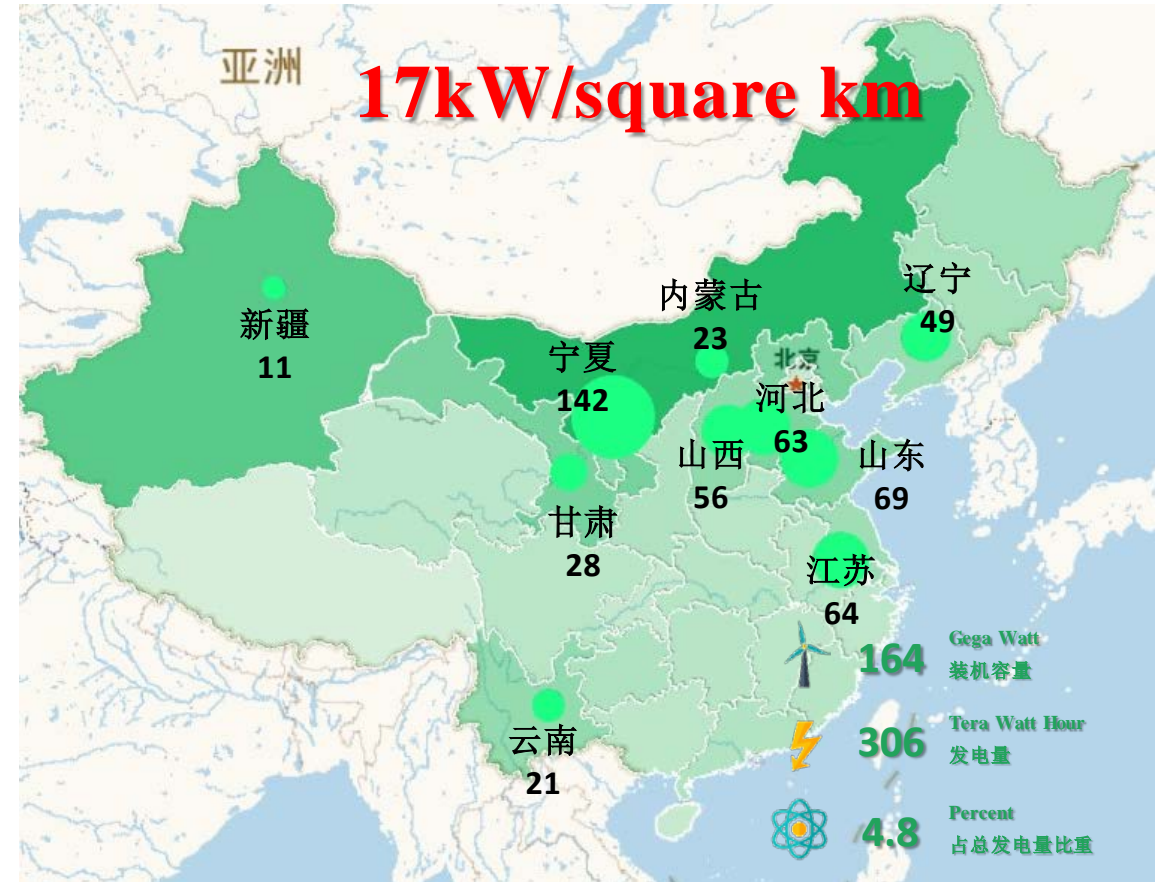 亚洲
17kW/square km
新疆
11
内蒙古
23
辽宁
49
宁夏
142
北京
河北
63
山西
56
山东
69
甘肃
28
江苏
64
云南
21
164
Gega Watt
装机容量
306
Tera Watt Hour
发电量
4.8
Percent
占总发电量比重